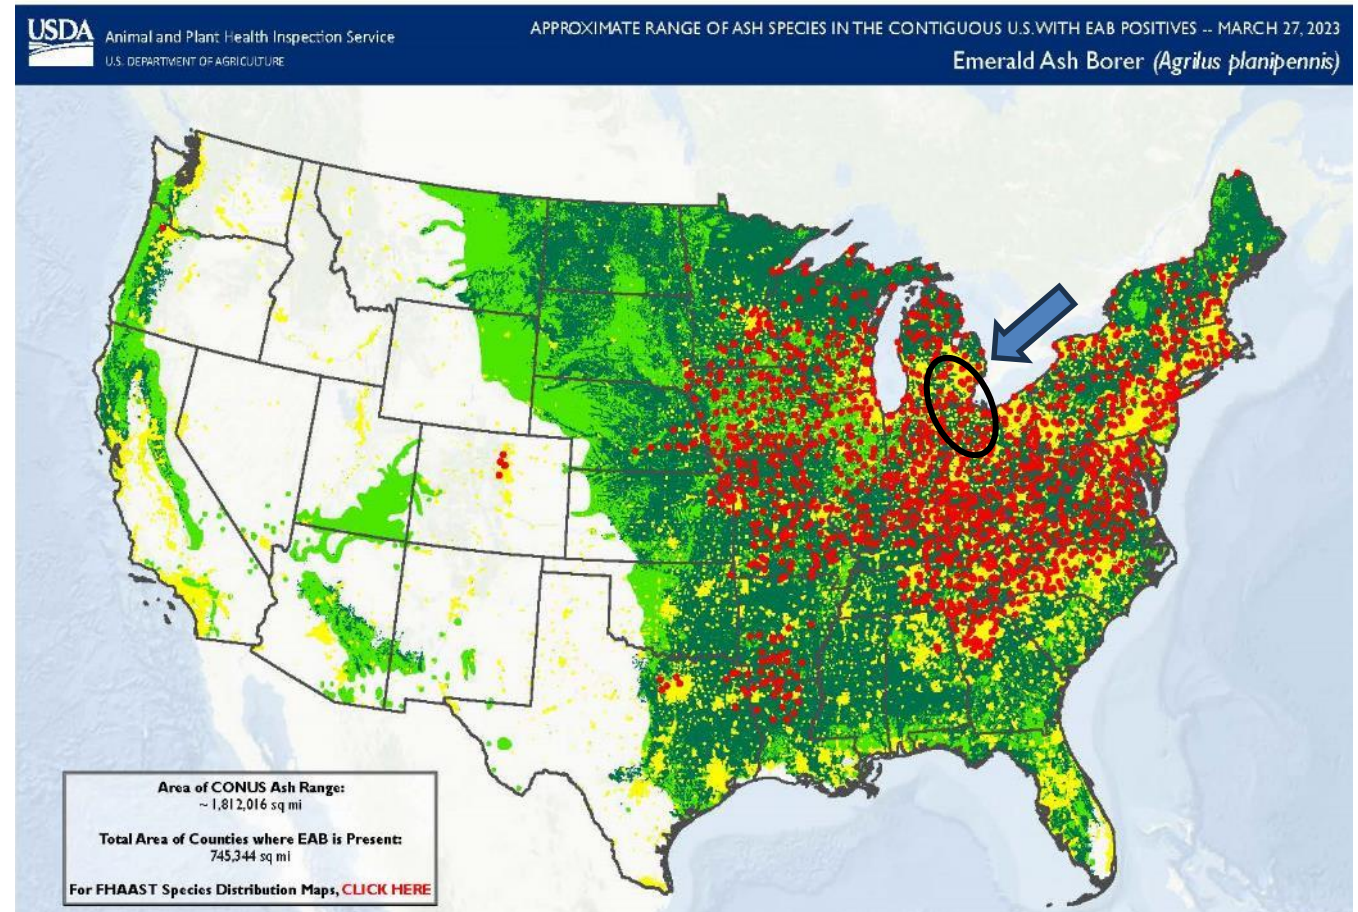 USDA
Animal and Plant Health Inspection Service
U.S. DEPARTMENT OF AGRICULTURE
APPROXIMATE RANGE OF ASH SPECIES IN THE CONTIGUOUS U.S.WITH EAB POSITIVES -- MARCH 27, 2023
Emerald Ash Borer (Agrilus planipennis)
Area of CONUS Ash Range:
~ 1,812,016 sq mi
Total Area of Counties where EAB is Present:
745,344 sq mi
For FHAAST Species Distribution Maps, CLICK HERE